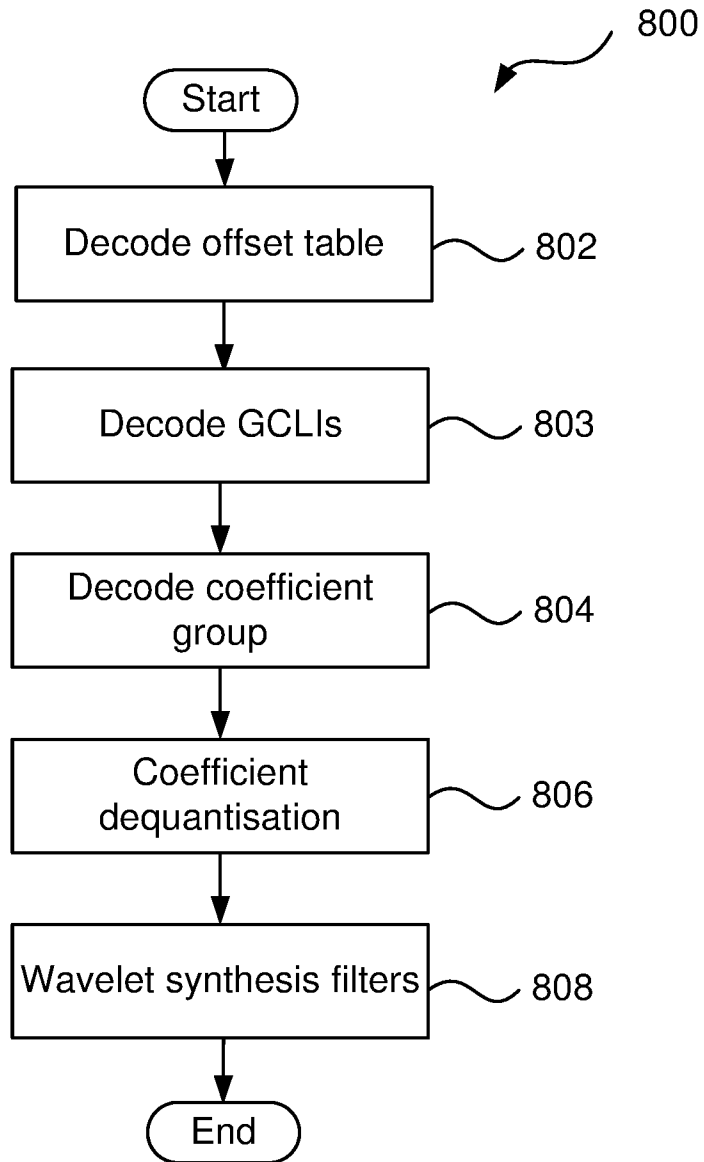 800
Start
Decode offset table
802
Decode GCLIs
803
Decode coefficient
group
804
Coefficient
dequantisation
806
Wavelet synthesis filters
808
End